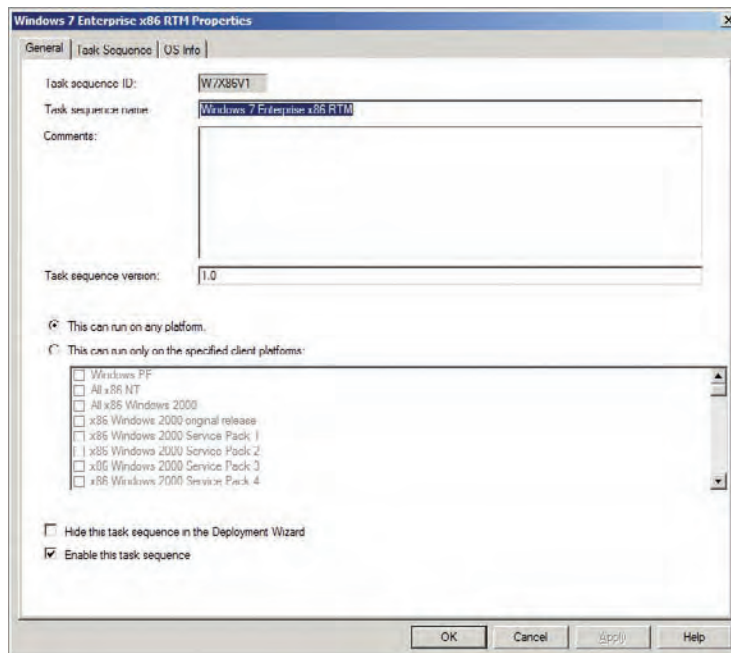 Windows 7 Enterprise x86 RTM Properties
General Task Sequence OS Info
Task sequence ID: W7X86V1
Task sequence name: Windows 7 Enterprise x86 RTM
Comments:
Task sequence version: 1.0
This can run on any platform.
This can run only on the specified client platforms:
Windows PE
All x86 NT
All x86 Windows 2000
x86 Windows 2000 original release
x86 Windows 2000 Service Pack 1
x86 Windows 2000 Service Pack 2
x86 Windows 2000 Service Pack 3
x86 Windows 2000 Service Pack 4
Hide this task sequence in the Deployment Wizard
Enable this task sequence
OK Cancel Apply Help